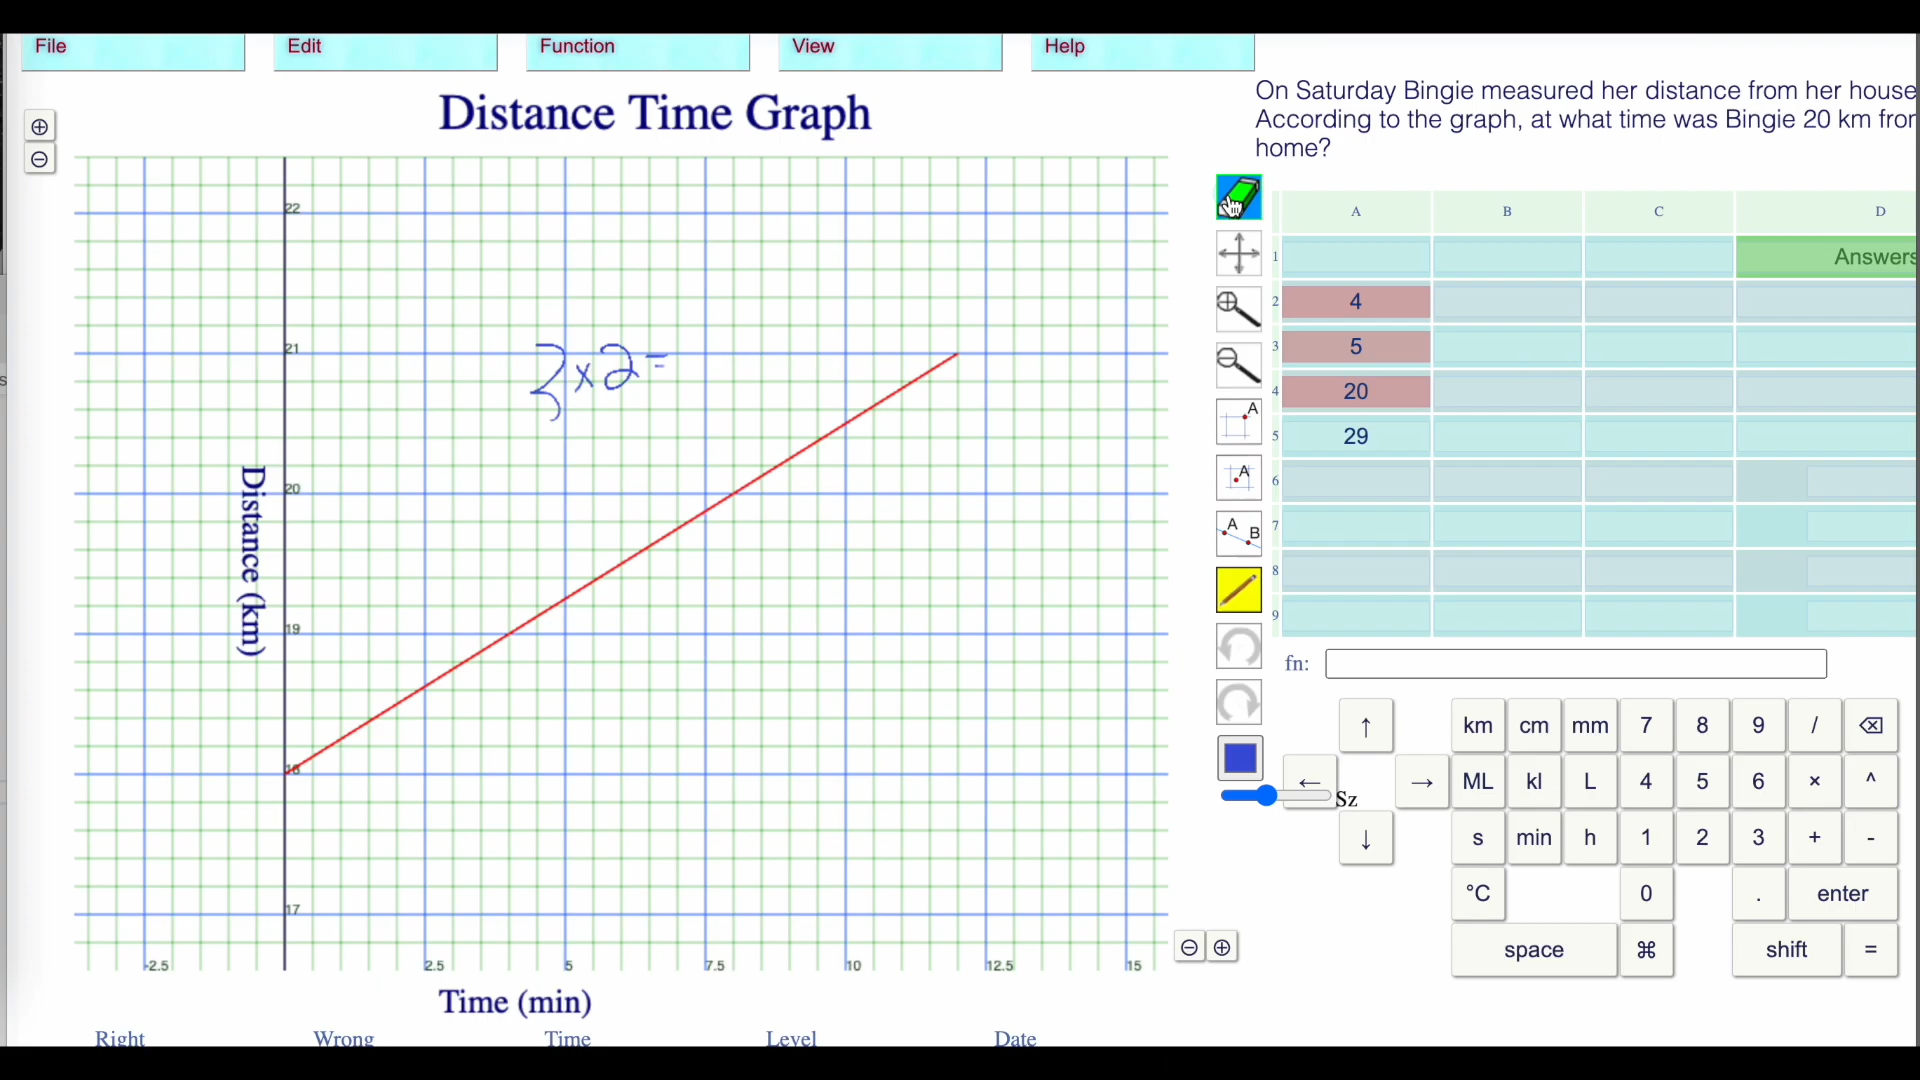 File Edit Function View Help
Distance Time Graph
On Saturday Bingie measured her distance from her house
According to the graph, at what time was Bingie 20 km from
home?
22
21
20
19
18
17
-2.5 2.5 5 7.5 10 12.5 15
Distance (km)
Time (min)
3 × 2 =
A
A
A B
Sz
A B C D
1 Answers
2 4
3 5
4 20
5 29
6
7
8
9
fn:
↑ km cm mm 7 8 9 / ⌫
← → ML kl L 4 5 6 × ^
↓ s min h 1 2 3 + -
°C 0 . enter
space ⌘ shift =
Right Wrong Time Level Date